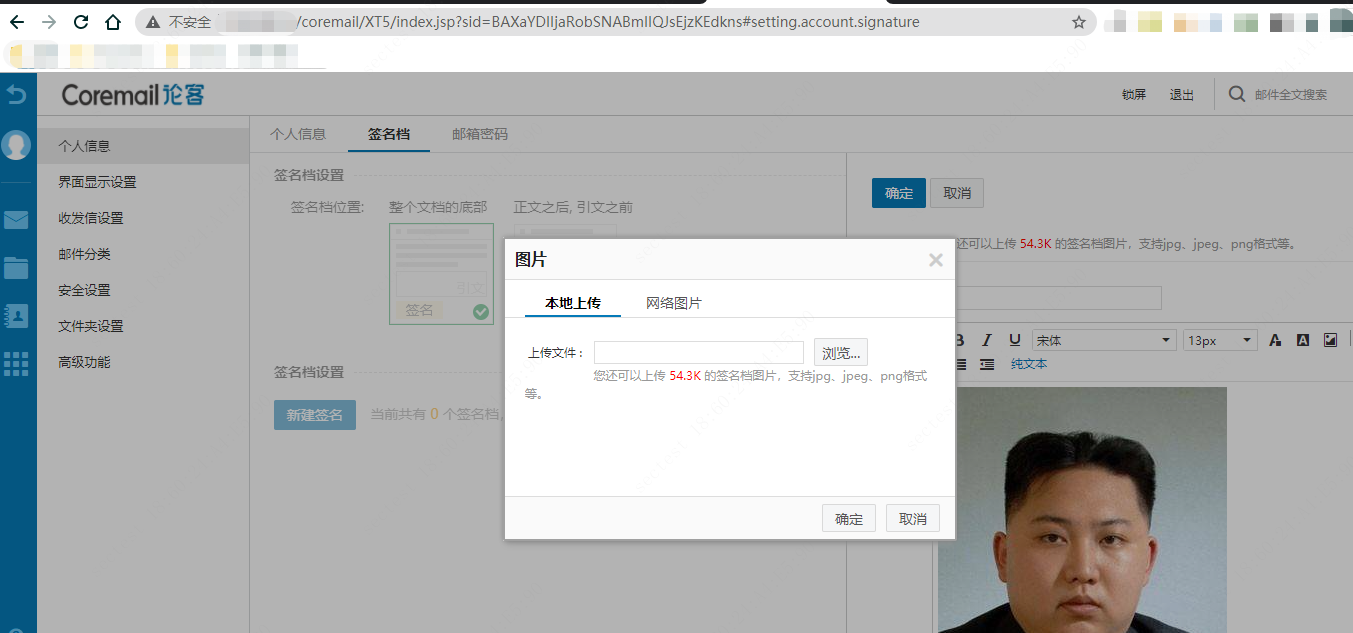 不安全 /coremail/XT5/index.jsp?sid=BAXaYDIIjaRobSNABmIlQJsEjzKEdkns#setting.account.signature
Coremail论客
锁屏 退出 邮件全文搜索
个人信息
界面显示设置
收发信设置
邮件分类
安全设置
文件夹设置
高级功能
个人信息 签名档 邮箱密码
签名档设置
签名档位置: 整个文档的底部 正文之后, 引文之前
引文
签名
签名档设置
新建签名 当前共有 0 个签名档,
确定 取消
还可以上传 54.3K 的签名档图片，支持jpg、jpeg、png格式等。
B I U 宋体 13px A A
纯文本
图片 ×
本地上传 网络图片
上传文件： 浏览...
您还可以上传 54.3K 的签名档图片，支持jpg、jpeg、png格式
等。
确定 取消